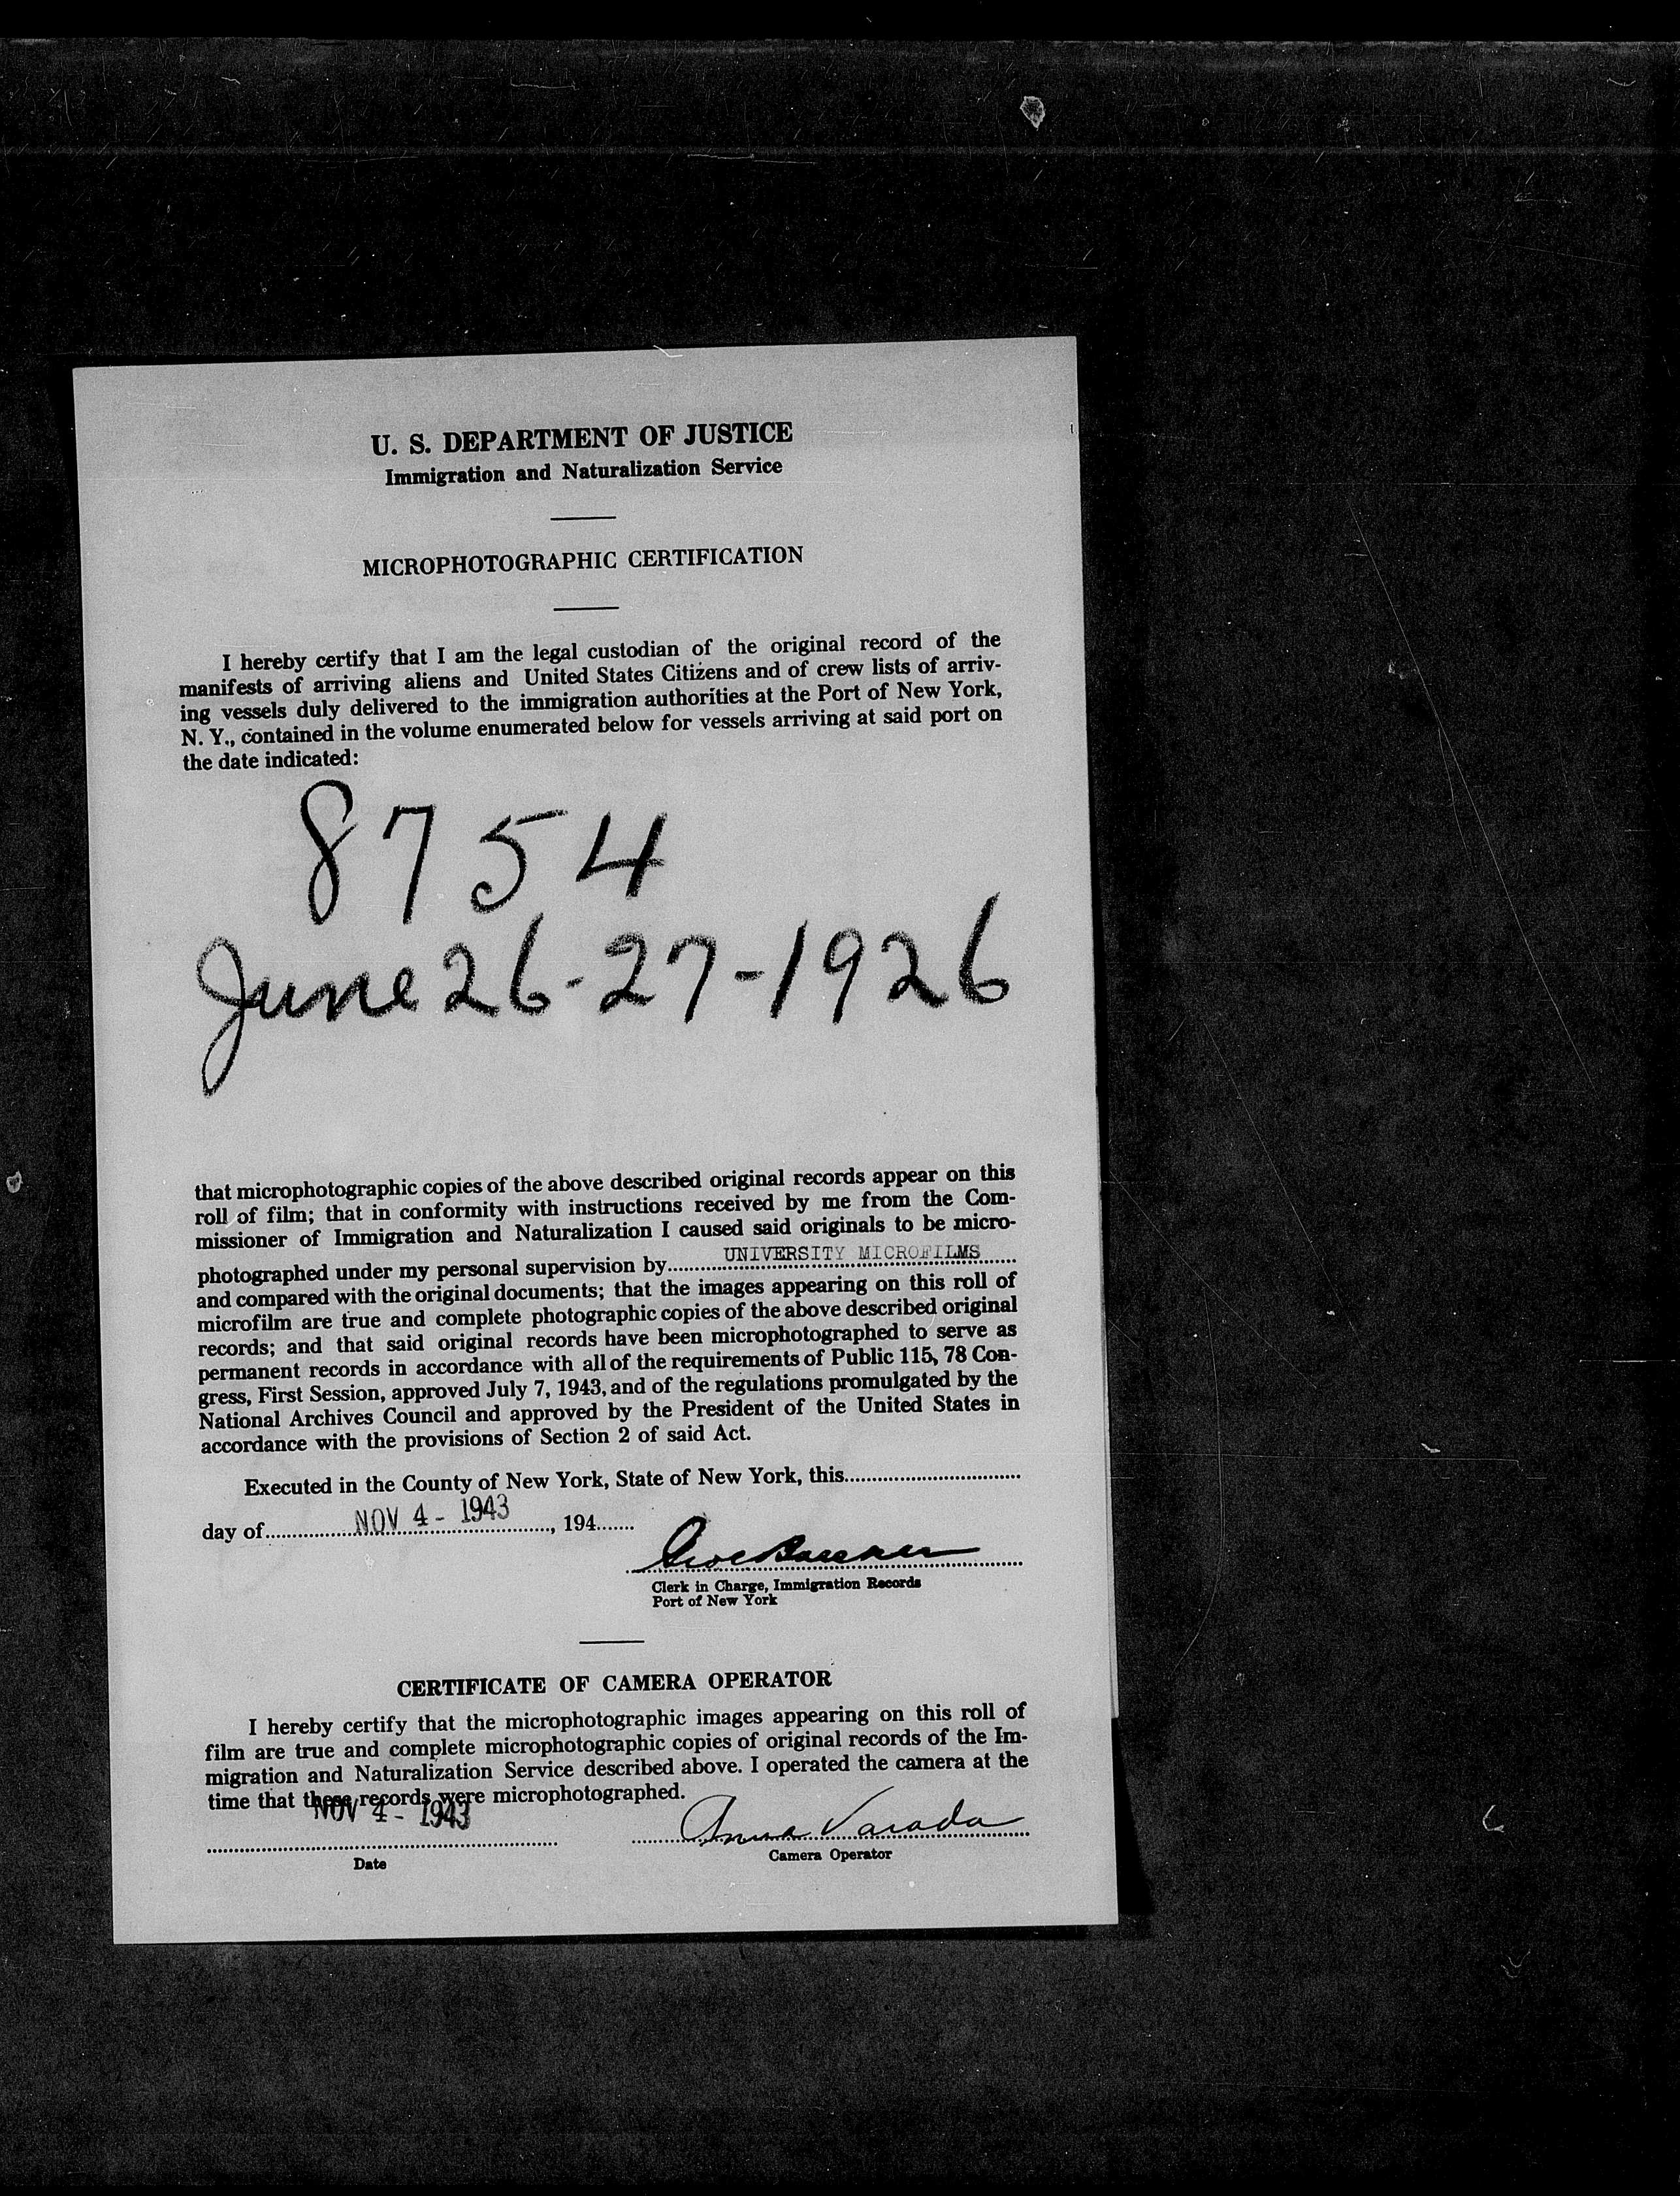 U. S. DEPARTMENT OF JUSTICE
Immigration and Naturalization Service
MICROPHOTOGRAPHIC CERTIFICATION
I hereby certify that I am the legal custodian of the original record of the
manifests of arriving aliens and United States Citizens and of crew lists of arriv-
ing vessels duly delivered to the immigration authorities at the Port of New York,
N. Y., contained in the volume enumerated below for vessels arriving at said port on
the date indicated:
8754
June 26-27-1926
that microphotographic copies of the above described original records appear on this
roll of film; that in conformity with instructions received by me from the Com-
missioner of Immigration and Naturalization I caused said originals to be micro-
photographed under my personal supervision by UNIVERSITY MICROFILMS
and compared with the original documents; that the images appearing on this roll of
microfilm are true and complete photographic copies of the above described original
records; and that said original records have been microphotographed to serve as
permanent records in accordance with all of the requirements of Public 115, 78 Con-
gress, First Session, approved July 7, 1943, and of the regulations promulgated by the
National Archives Council and approved by the President of the United States in
accordance with the provisions of Section 2 of said Act.
Executed in the County of New York, State of New York, this
day of NOV 4 - 1943, 194
Clerk in Charge, Immigration Records
Port of New York
CERTIFICATE OF CAMERA OPERATOR
I hereby certify that the microphotographic images appearing on this roll of
film are true and complete microphotographic copies of original records of the Im-
migration and Naturalization Service described above. I operated the camera at the
time that these records were microphotographed.
NOV 4 - 1943 Anna Varada
Date Camera Operator